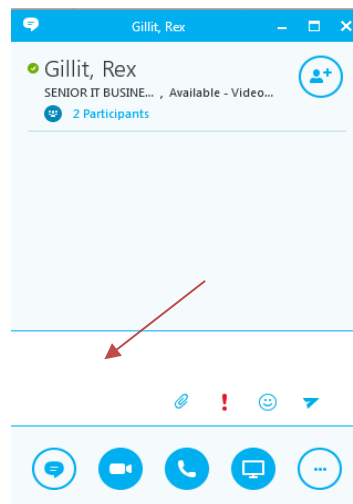 Gillit, Rex
Gillit, Rex
SENIOR IT BUSINE... , Available - Video...
2 Participants